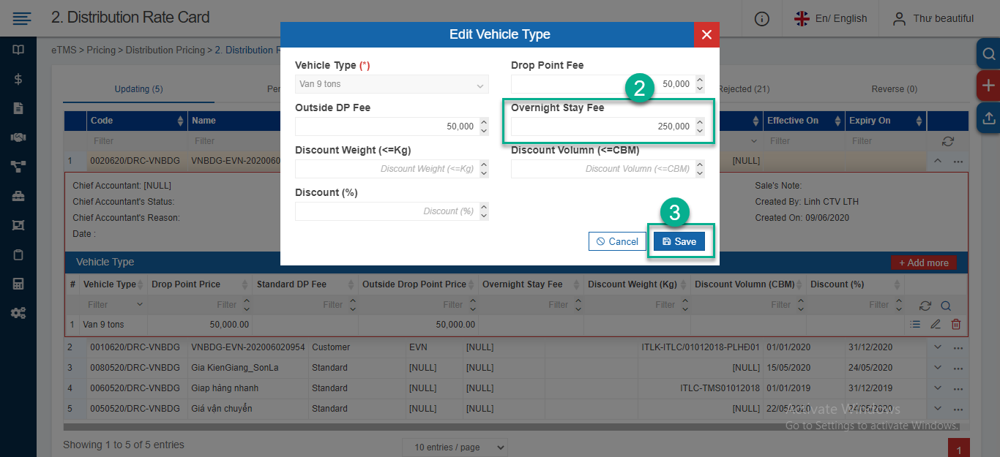 2. Distribution Rate Card
En/ English
Thư beautiful
eTMS > Pricing > Distribution Pricing > 2. Distribution
Updating (5)
Rejected (21)
Reverse (0)
Edit Vehicle Type
Vehicle Type (*)
Van 9 tons
Drop Point Fee
50,000
2
Outside DP Fee
50,000
Overnight Stay Fee
250,000
Discount Weight (<=Kg)
Discount Weight (<=Kg)
Discount Volumn (<=CBM)
Discount Volumn (<=CBM)
Discount (%)
Discount (%)
3
Cancel
Save
Code
Name
Effective On
Expiry On
Filter
Filter
Filter
Filter
1
0020620/DRC-VNBDG
VNBDG-EVN-2020060
[NULL]
Chief Accountant: [NULL]
Chief Accountant's Status:
Chief Accountant's Reason:
Date :
Sale's Note:
Created By: Linh CTV LTH
Created On: 09/06/2020
Vehicle Type
+ Add more
# Vehicle Type Drop Point Price Standard DP Fee Outside Drop Point Price Overnight Stay Fee Discount Weight (Kg) Discount Volumn (CBM) Discount (%)
Filter Filter Filter Filter Filter Filter Filter Filter
1 Van 9 tons 50,000.00 50,000.00
2 0010620/DRC-VNBDG VNBDG-EVN-202006020954 Customer EVN [NULL] ITLK-ITLC/01012018-PLHĐ01 01/01/2020 31/12/2020
3 0080520/DRC-VNBDG Gia KienGiang_SonLa Standard [NULL] [NULL] [NULL] 15/05/2020 24/05/2020
4 0060520/DRC-VNBDG Giap hàng nhanh Standard [NULL] [NULL] ITLC-TMS01012018 01/01/2019 31/12/2019
5 0050520/DRC-VNBDG Giá vận chuyển Standard [NULL] [NULL] [NULL] 22/05/2020 24/05/2020
Activate Windows
Go to Settings to activate Windows.
Showing 1 to 5 of 5 entries
10 entries / page
1